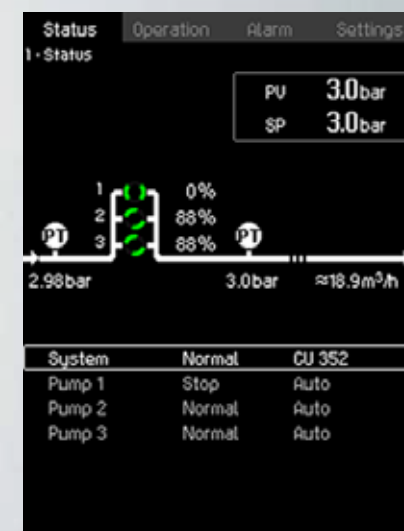 Status Operation Alarm Settings
1 - Status
PV 3.0bar
SP 3.0bar
1 0%
2 88%
PT PT
3 88%
2.98bar 3.0bar ≈18.9m³/h
System Normal CU 352
Pump 1 Stop Auto
Pump 2 Normal Auto
Pump 3 Normal Auto